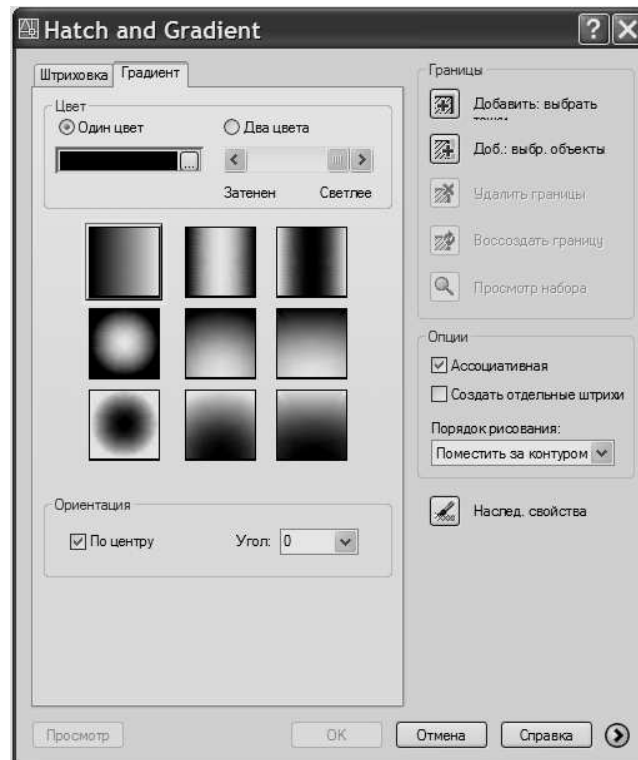 Hatch and Gradient
Штриховка
Градиент
Цвет
Один цвет
Два цвета
...
Затенен
Светлее
Ориентация
По центру
Угол:
0
Границы
Добавить: выбрать
Доб.: выбр. объекты
Удалить границы
Воссоздать границу
Просмотр набора
Опции
Ассоциативная
Создать отдельные штрихи
Порядок рисования:
Поместить за контуром
Наслед. свойства
Просмотр
OK
Отмена
Справка